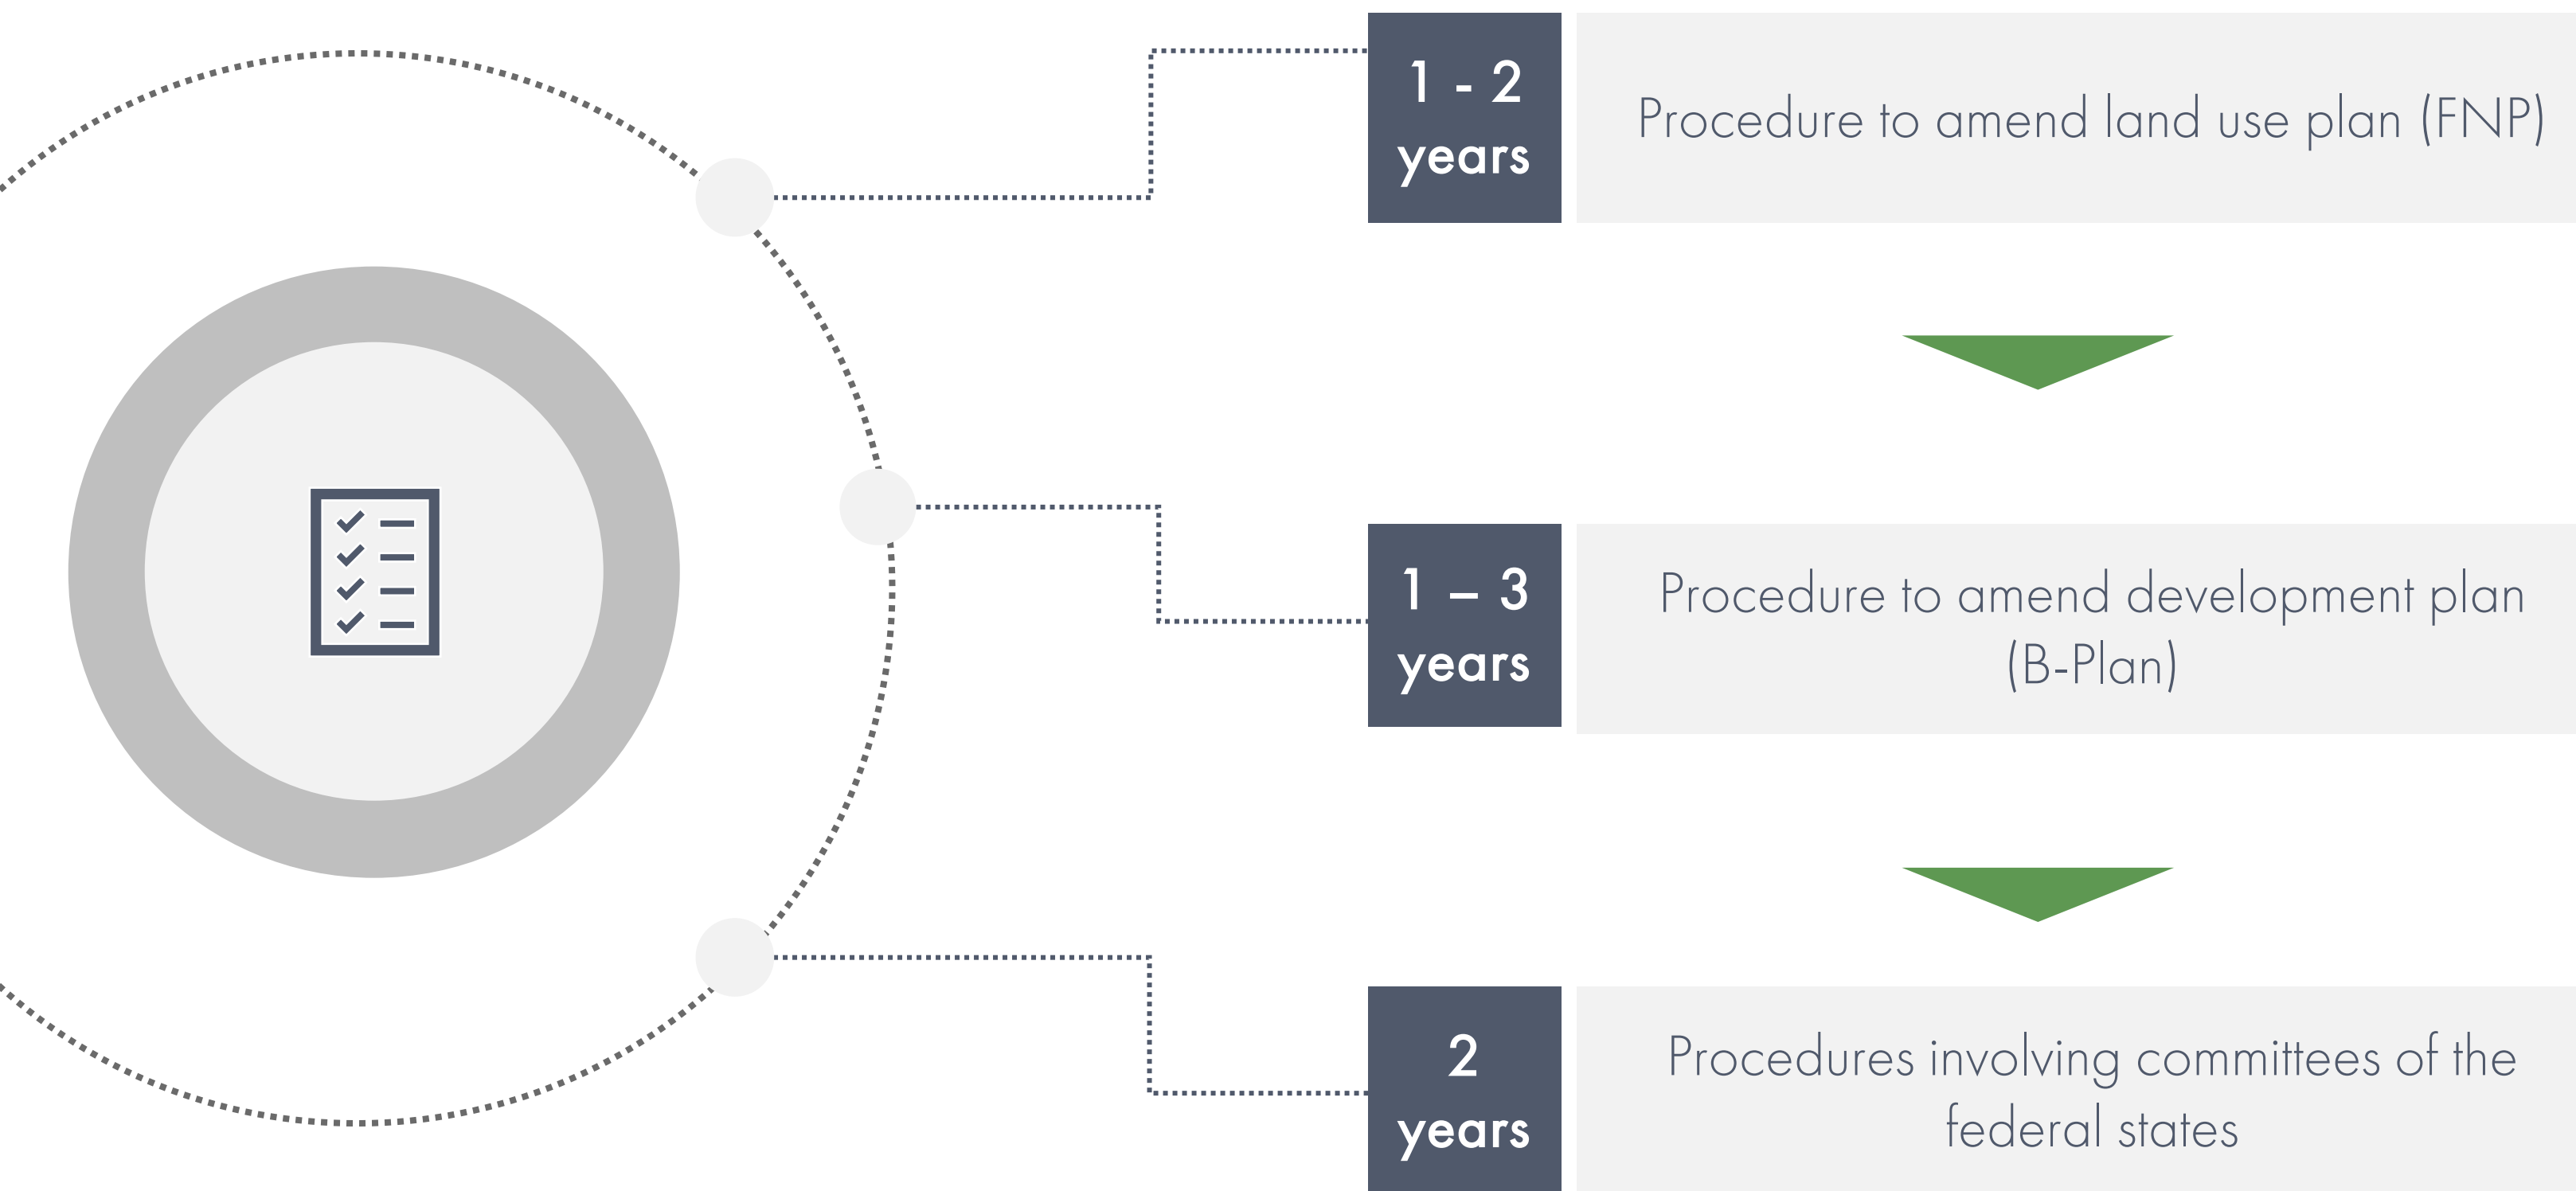 1 - 2
years
Procedure to amend land use plan (FNP)
1 – 3
years
Procedure to amend development plan
(B-Plan)
2
years
Procedures involving committees of the
federal states